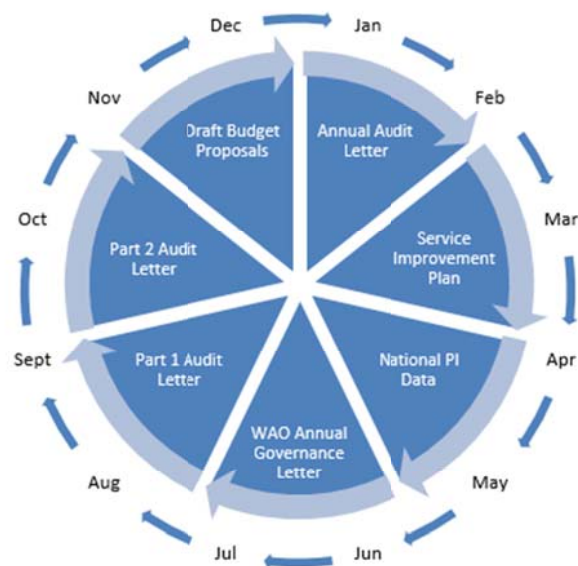 Dec
Jan
Nov
Feb
Draft Budget
Proposals
Annual Audit
Letter
Oct
Mar
Part 2 Audit
Letter
Service
Improvement
Plan
Sept
Apr
Part 1 Audit
Letter
National PI
Data
WAO Annual
Governance
Letter
Aug
May
Jul
Jun